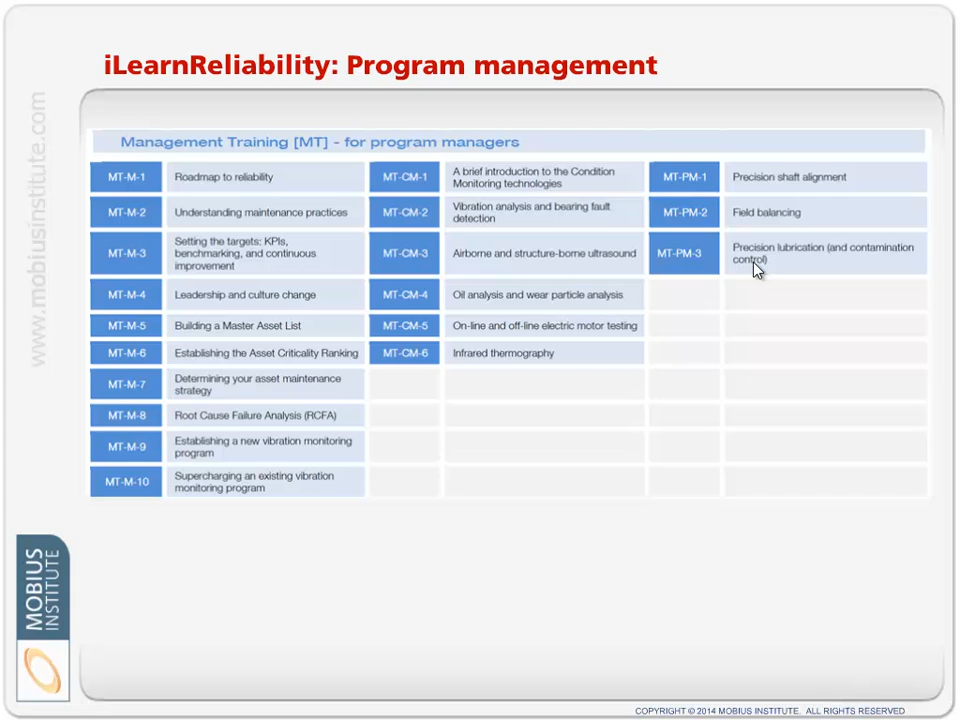 iLearnReliability: Program management
www.mobiusinstitute.com
Management Training [MT] - for program managers
MT-M-1
Roadmap to reliability
MT-CM-1
A brief introduction to the Condition
Monitoring technologies
MT-PM-1
Precision shaft alignment
MT-M-2
Understanding maintenance practices
MT-CM-2
Vibration analysis and bearing fault
detection
MT-PM-2
Field balancing
MT-M-3
Setting the targets: KPIs,
benchmarking, and continuous
improvement
MT-CM-3
Airborne and structure-borne ultrasound
MT-PM-3
Precision lubrication (and contamination
control)
MT-M-4
Leadership and culture change
MT-CM-4
Oil analysis and wear particle analysis
MT-M-5
Building a Master Asset List
MT-CM-5
On-line and off-line electric motor testing
MT-M-6
Establishing the Asset Criticality Ranking
MT-CM-6
Infrared thermography
MT-M-7
Determining your asset maintenance
strategy
MT-M-8
Root Cause Failure Analysis (RCFA)
MT-M-9
Establishing a new vibration monitoring
program
MT-M-10
Supercharging an existing vibration
monitoring program
MOBIUS
INSTITUTE
COPYRIGHT © 2014 MOBIUS INSTITUTE. ALL RIGHTS RESERVED